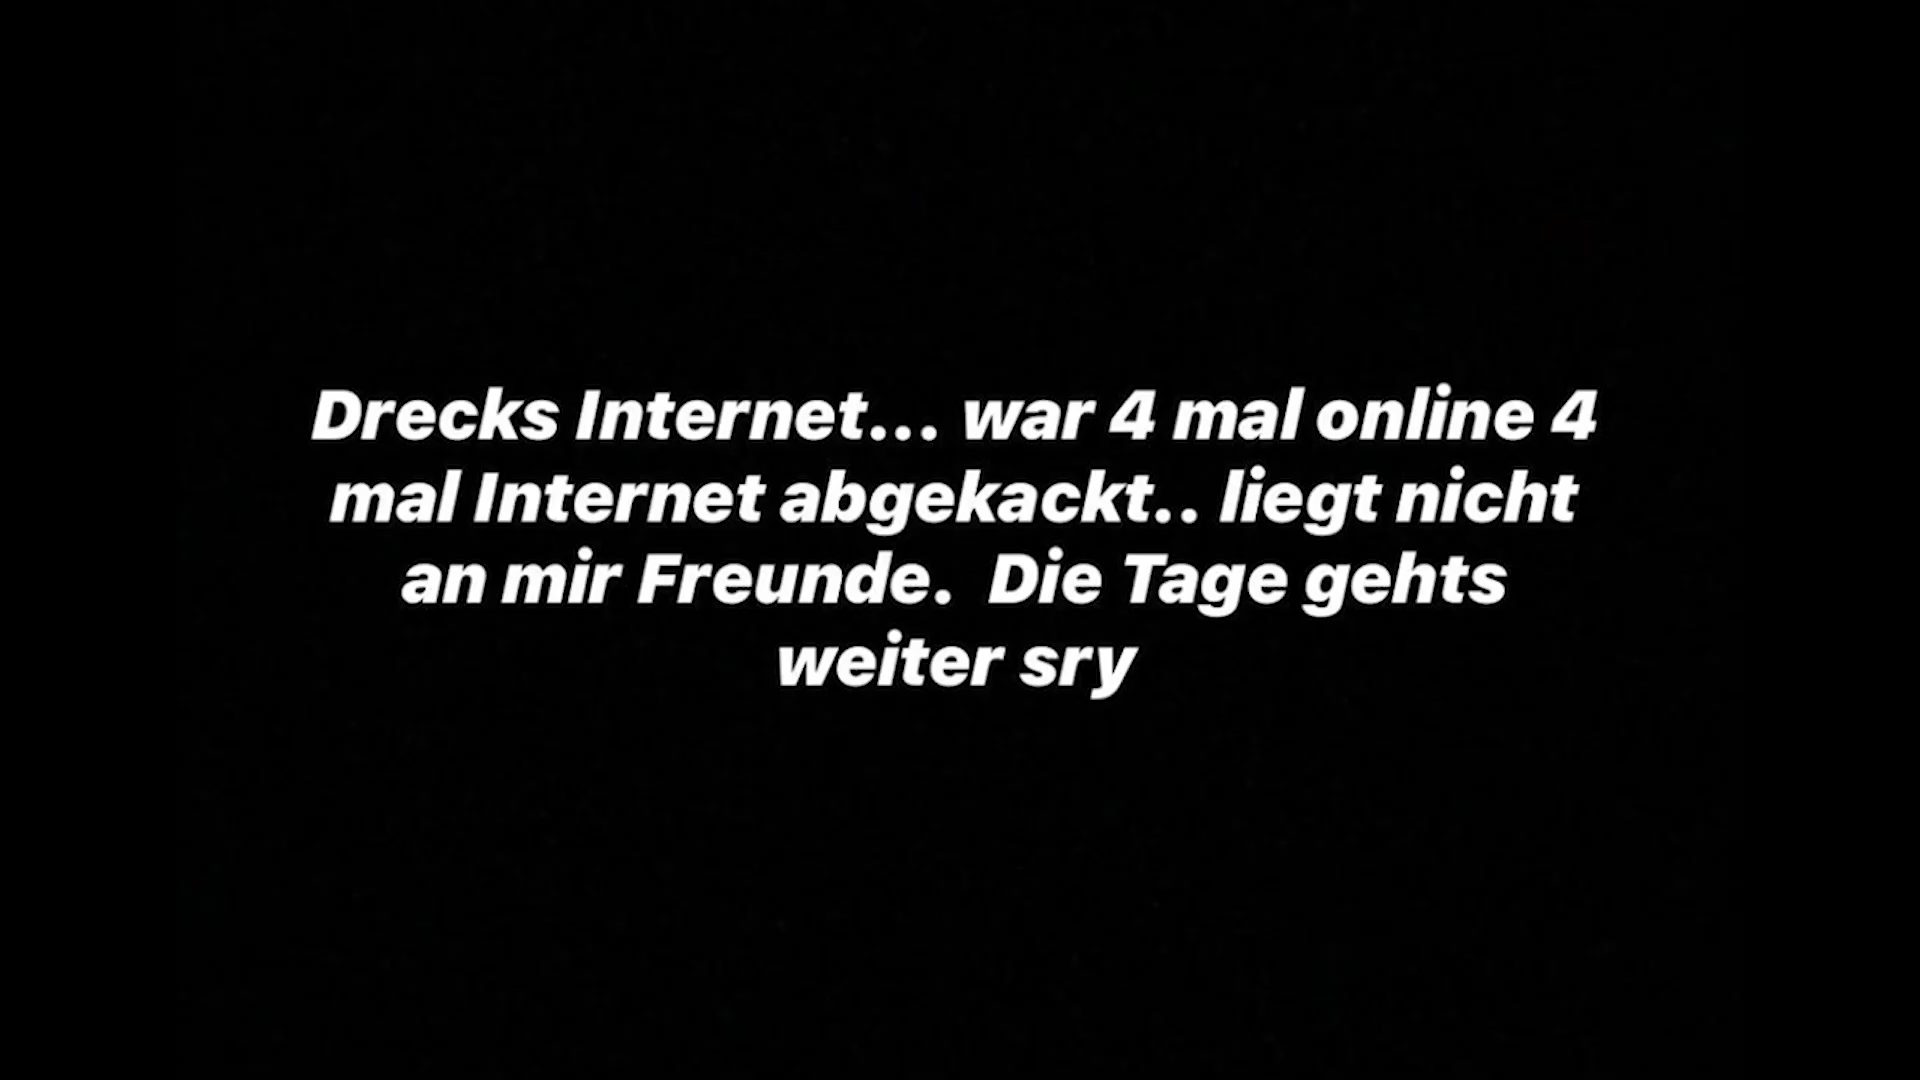 Drecks Internet... war 4 mal online 4
mal Internet abgekackt.. liegt nicht
an mir Freunde.  Die Tage gehts
weiter sry